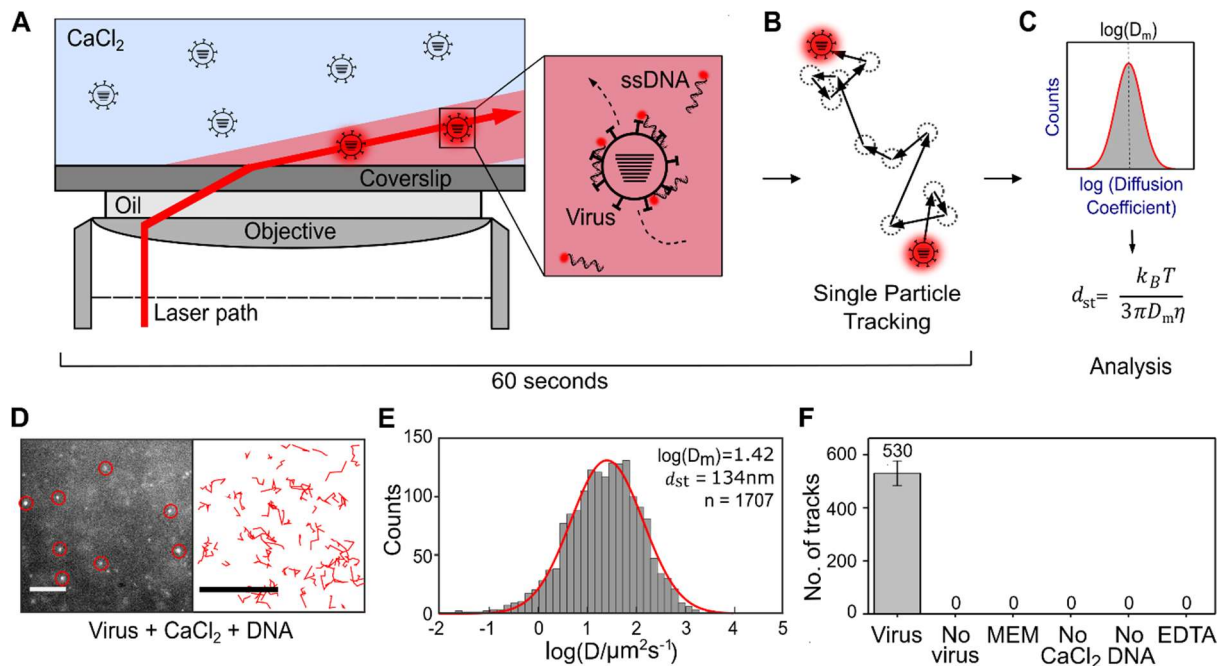 A
CaCl₂
ssDNA
Virus
Coverslip
Oil
Objective
Laser path
60 seconds
B
Single Particle
Tracking
C
log(Dₘ)
Counts
log (Diffusion
Coefficient)
dₛₜ= k_B T / 3πDₘη
Analysis
D
Virus + CaCl₂ + DNA
E
150
100
50
0
Counts
log(Dₘ)=1.42
dₛₜ = 134nm
n = 1707
-2 -1 0 1 2 3 4 5
log(D/μm²s⁻¹)
F
600
400
200
0
No. of tracks
530
0 0 0 0 0
Virus No MEM No No EDTA
virus CaCl₂ DNA